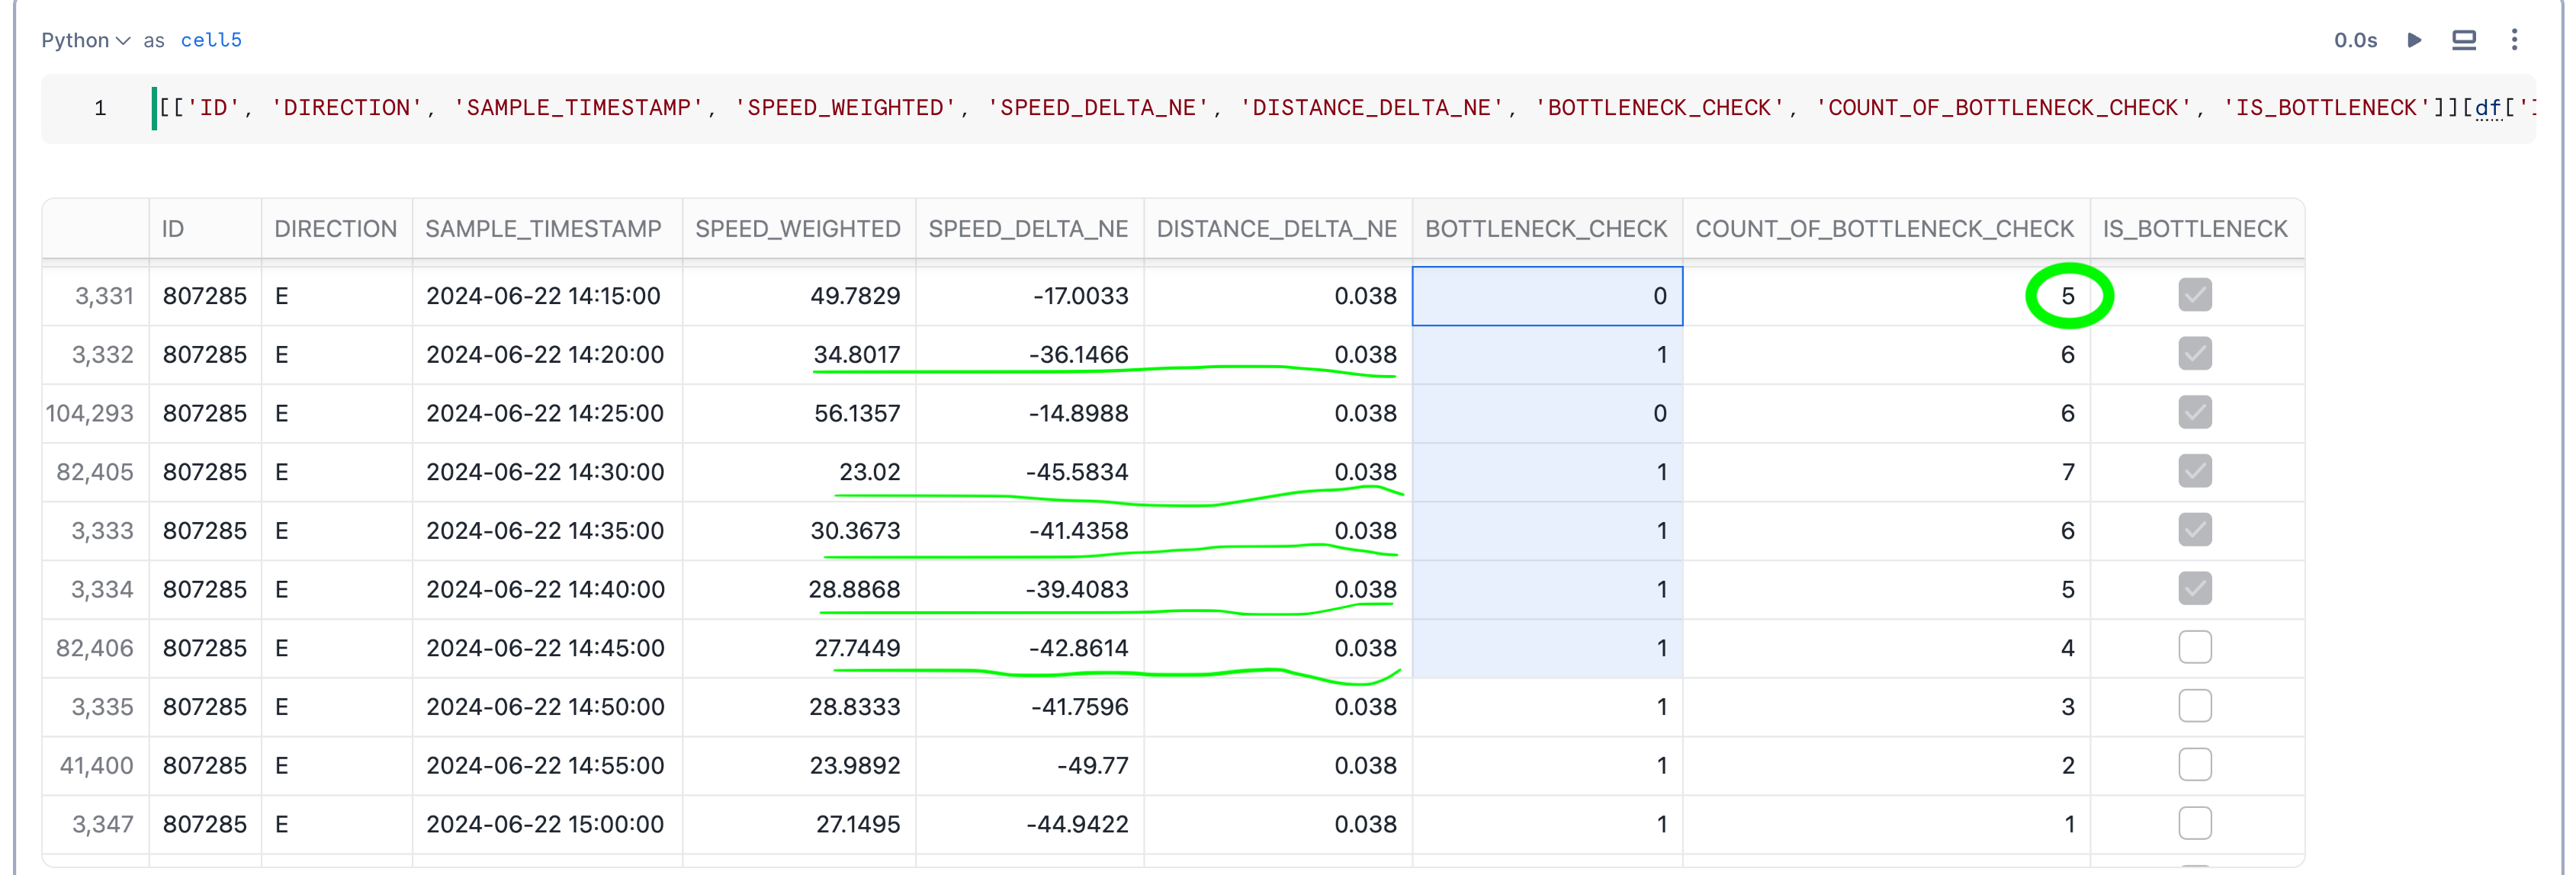 Python as cell5 0.0s
1 [['ID', 'DIRECTION', 'SAMPLE_TIMESTAMP', 'SPEED_WEIGHTED', 'SPEED_DELTA_NE', 'DISTANCE_DELTA_NE', 'BOTTLENECK_CHECK', 'COUNT_OF_BOTTLENECK_CHECK', 'IS_BOTTLENECK']][df['I
ID DIRECTION SAMPLE_TIMESTAMP SPEED_WEIGHTED SPEED_DELTA_NE DISTANCE_DELTA_NE BOTTLENECK_CHECK COUNT_OF_BOTTLENECK_CHECK IS_BOTTLENECK
3,331 807285 E 2024-06-22 14:15:00 49.7829 -17.0033 0.038 0 5
3,332 807285 E 2024-06-22 14:20:00 34.8017 -36.1466 0.038 1 6
104,293 807285 E 2024-06-22 14:25:00 56.1357 -14.8988 0.038 0 6
82,405 807285 E 2024-06-22 14:30:00 23.02 -45.5834 0.038 1 7
3,333 807285 E 2024-06-22 14:35:00 30.3673 -41.4358 0.038 1 6
3,334 807285 E 2024-06-22 14:40:00 28.8868 -39.4083 0.038 1 5
82,406 807285 E 2024-06-22 14:45:00 27.7449 -42.8614 0.038 1 4
3,335 807285 E 2024-06-22 14:50:00 28.8333 -41.7596 0.038 1 3
41,400 807285 E 2024-06-22 14:55:00 23.9892 -49.77 0.038 1 2
3,347 807285 E 2024-06-22 15:00:00 27.1495 -44.9422 0.038 1 1